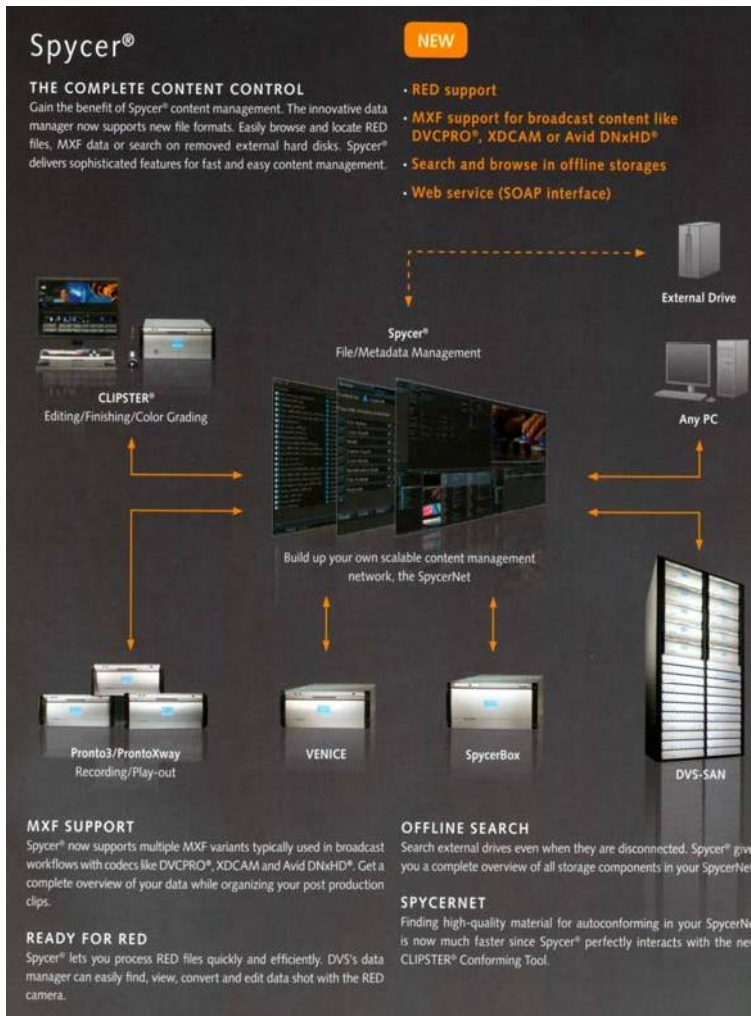 Spycer®
NEW
THE COMPLETE CONTENT CONTROL
Gain the benefit of Spycer® content management. The innovative data
manager now supports new file formats. Easily browse and locate RED
files, MXF data or search on removed external hard disks. Spycer®
delivers sophisticated features for fast and easy content management.
• RED support
• MXF support for broadcast content like
DVCPRO®, XDCAM or Avid DNxHD®
• Search and browse in offline storages
• Web service (SOAP interface)
External Drive
Spycer®
File/Metadata Management
CLIPSTER®
Editing/Finishing/Color Grading
Any PC
Build up your own scalable content management
network, the SpycerNet
Pronto3/ProntoXway
Recording/Play-out
VENICE
SpycerBox
DVS-SAN
MXF SUPPORT
Spycer® now supports multiple MXF variants typically used in broadcast
workflows with codecs like DVCPRO®, XDCAM and Avid DNxHD®. Get a
complete overview of your data while organizing your post production
clips.
READY FOR RED
Spycer® lets you process RED files quickly and efficiently. DVS's data
manager can easily find, view, convert and edit data shot with the RED
camera.
OFFLINE SEARCH
Search external drives even when they are disconnected. Spycer® give
you a complete overview of all storage components in your SpycerNet
SPYCERNET
Finding high-quality material for autoconforming in your SpycerNe
is now much faster since Spycer® perfectly interacts with the new
CLIPSTER® Conforming Tool.